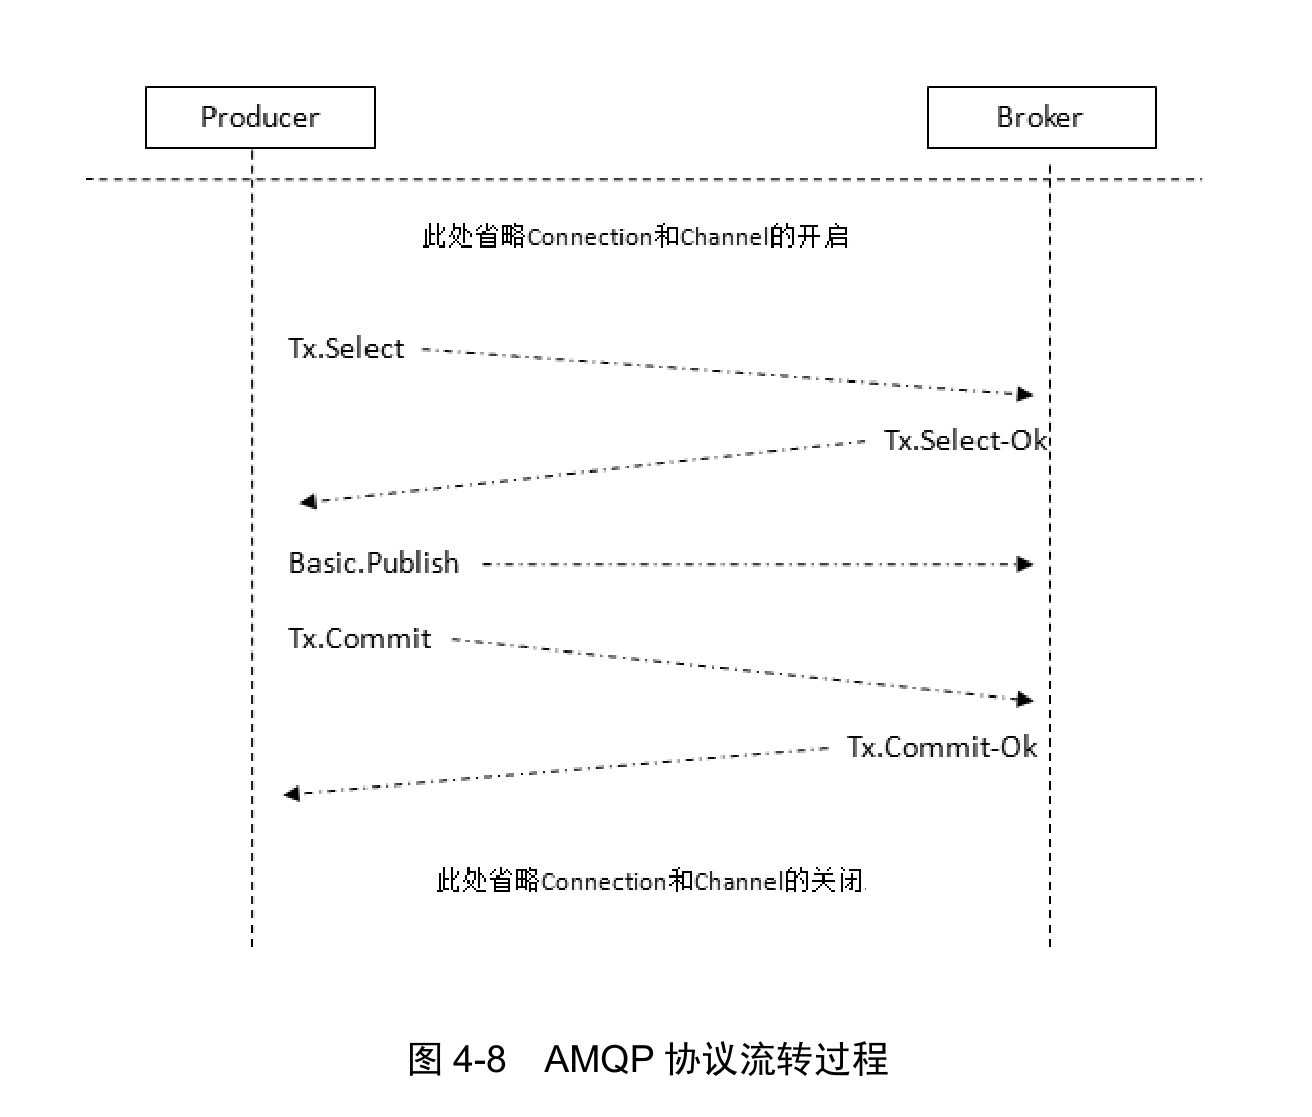 Producer
Broker
此处省略Connection和Channel的开启
Tx.Select
Tx.Select-Ok
Basic.Publish
Tx.Commit
Tx.Commit-Ok
此处省略Connection和Channel的关闭
图 4-8 AMQP 协议流转过程